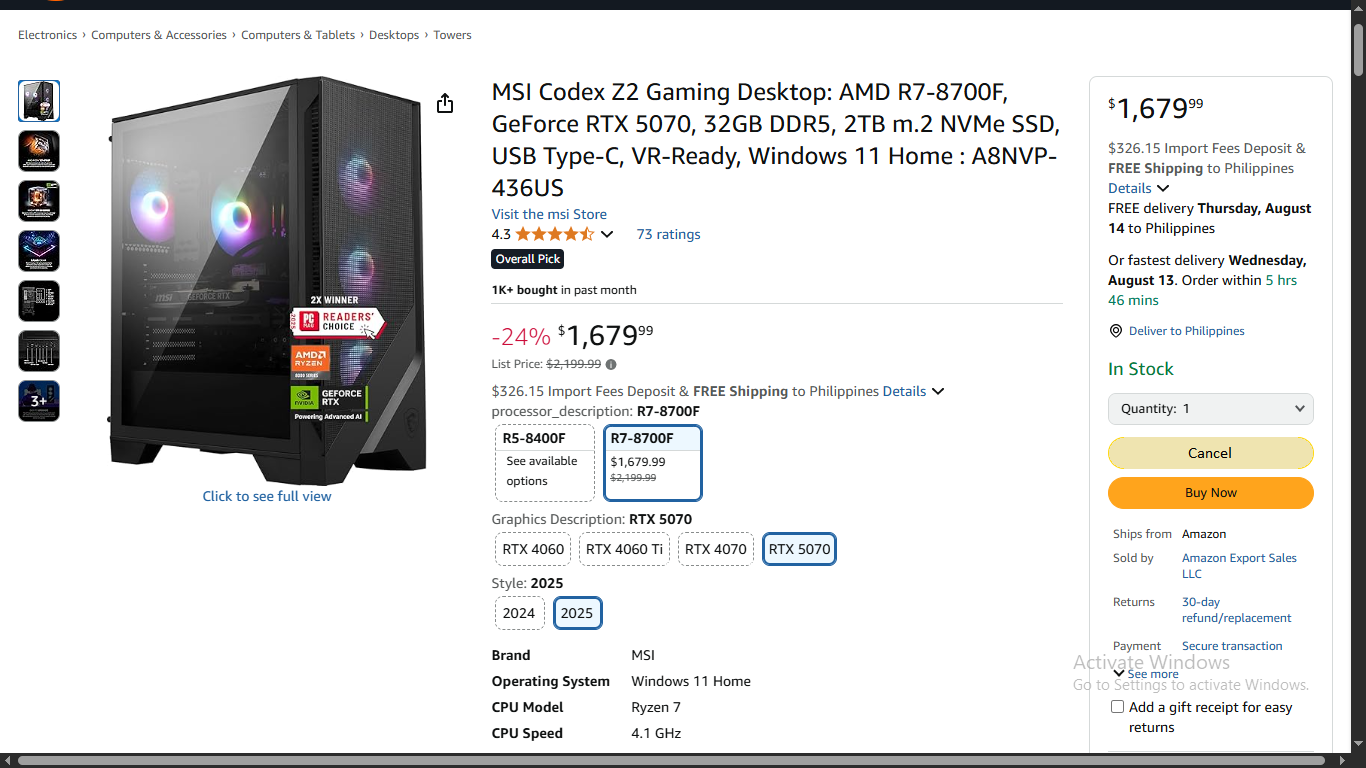 Electronics › Computers & Accessories › Computers & Tablets › Desktops › Towers
MSI Codex Z2 Gaming Desktop: AMD R7-8700F,
GeForce RTX 5070, 32GB DDR5, 2TB m.2 NVMe SSD,
USB Type-C, VR-Ready, Windows 11 Home : A8NVP-
436US
Visit the msi Store
4.3 73 ratings
Overall Pick
1K+ bought in past month
-24% $1,679.99
List Price: $2,199.99
$326.15 Import Fees Deposit & FREE Shipping to Philippines Details
processor_description: R7-8700F
R5-8400F
See available
options
R7-8700F
$1,679.99
$2,199.99
Graphics Description: RTX 5070
RTX 4060 RTX 4060 Ti RTX 4070 RTX 5070
Style: 2025
2024 2025
Brand MSI
Operating System Windows 11 Home
CPU Model Ryzen 7
CPU Speed 4.1 GHz
msi GEFORCE RTX
2X WINNER
2025
PC MAG
READERS'
CHOICE
AMD
RYZEN
8000 SERIES
NVIDIA
GEFORCE
RTX
Powering Advanced AI
3+
Click to see full view
$1,679.99
$326.15 Import Fees Deposit &
FREE Shipping to Philippines
Details
FREE delivery Thursday, August
14 to Philippines
Or fastest delivery Wednesday,
August 13. Order within 5 hrs
46 mins
Deliver to Philippines
In Stock
Quantity: 1
Cancel
Buy Now
Ships from Amazon
Sold by Amazon Export Sales
LLC
Returns 30-day
refund/replacement
Payment Secure transaction
See more
Activate Windows
Go to Settings to activate Windows.
Add a gift receipt for easy
returns